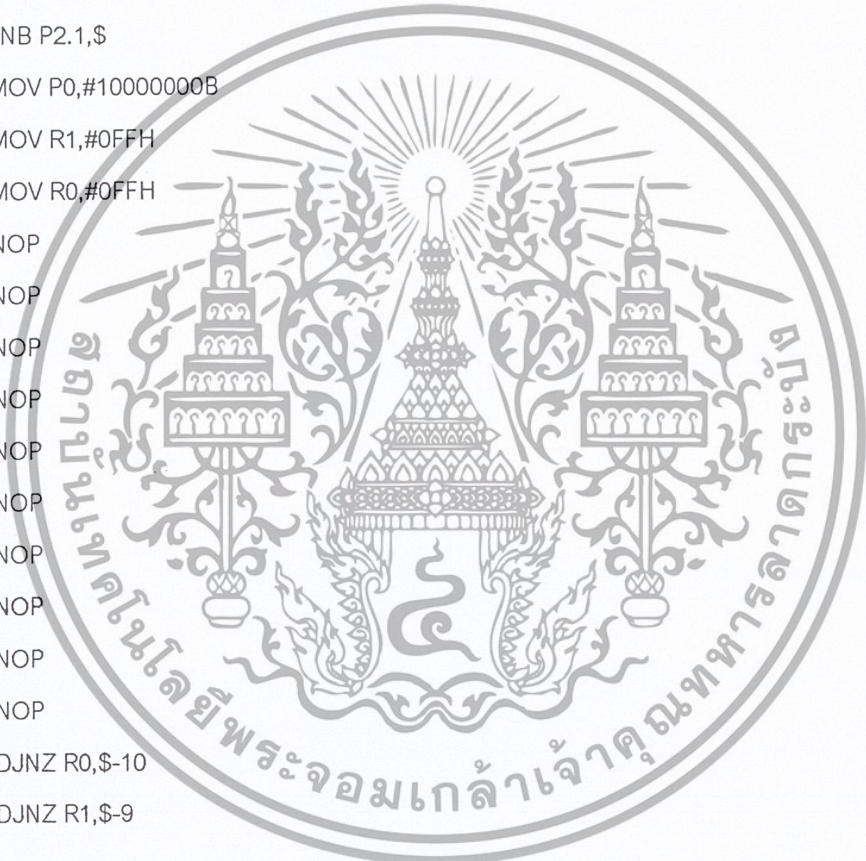 NB P2.1,$
MOV P0,#10000000B
MOV R1,#0FFH
MOV R0,#0FFH
NOP
NOP
NOP
NOP
NOP
NOP
NOP
NOP
NOP
NOP
DJNZ R0,$-10
DJNZ R1,$-9
สถาบันเทคโนโลยีพระจอมเกล้าเจ้าคุณทหารลาดกระบัง
๔